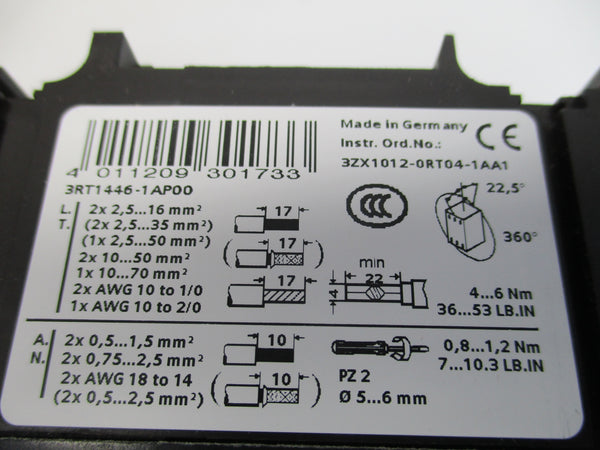 Made in Germany
Instr. Ord.No.:
3ZX1012-0RT04-1AA1
CE
4 011209 301733
3RT1446-1AP00
CCC
22,5°
360°
L. 2x 2,5...16 mm²
T. (2x 2,5...35 mm²)
(1x 2,5...50 mm²)
2x 10...50 mm²
1x 10...70 mm²
2x AWG 10 to 1/0
1x AWG 10 to 2/0
17
17
17
min
22
4
4...6 Nm
36...53 LB.IN
A. 2x 0,5...1,5 mm²
N. 2x 0,75...2,5 mm²
2x AWG 18 to 14
(2x 0,5...2,5 mm²)
10
10
PZ 2
Ø 5...6 mm
0,8...1,2 Nm
7...10.3 LB.IN